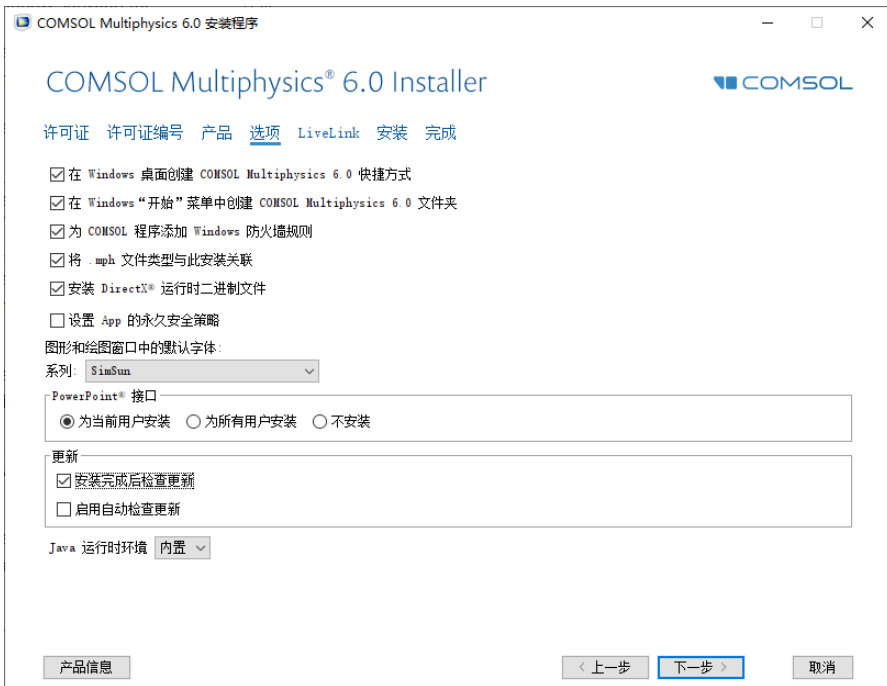 COMSOL Multiphysics 6.0 安装程序
COMSOL Multiphysics® 6.0 Installer
COMSOL
许可证 许可证编号 产品 选项 LiveLink 安装 完成
在 Windows 桌面创建 COMSOL Multiphysics 6.0 快捷方式
在 Windows“开始”菜单中创建 COMSOL Multiphysics 6.0 文件夹
为 COMSOL 程序添加 Windows 防火墙规则
将 .mph 文件类型与此安装关联
安装 DirectX® 运行时二进制文件
设置 App 的永久安全策略
图形和绘图窗口中的默认字体:
系列: SimSun
PowerPoint® 接口
为当前用户安装 为所有用户安装 不安装
更新
安装完成后检查更新
启用自动检查更新
Java 运行时环境 内置
产品信息 < 上一步 下一步 > 取消